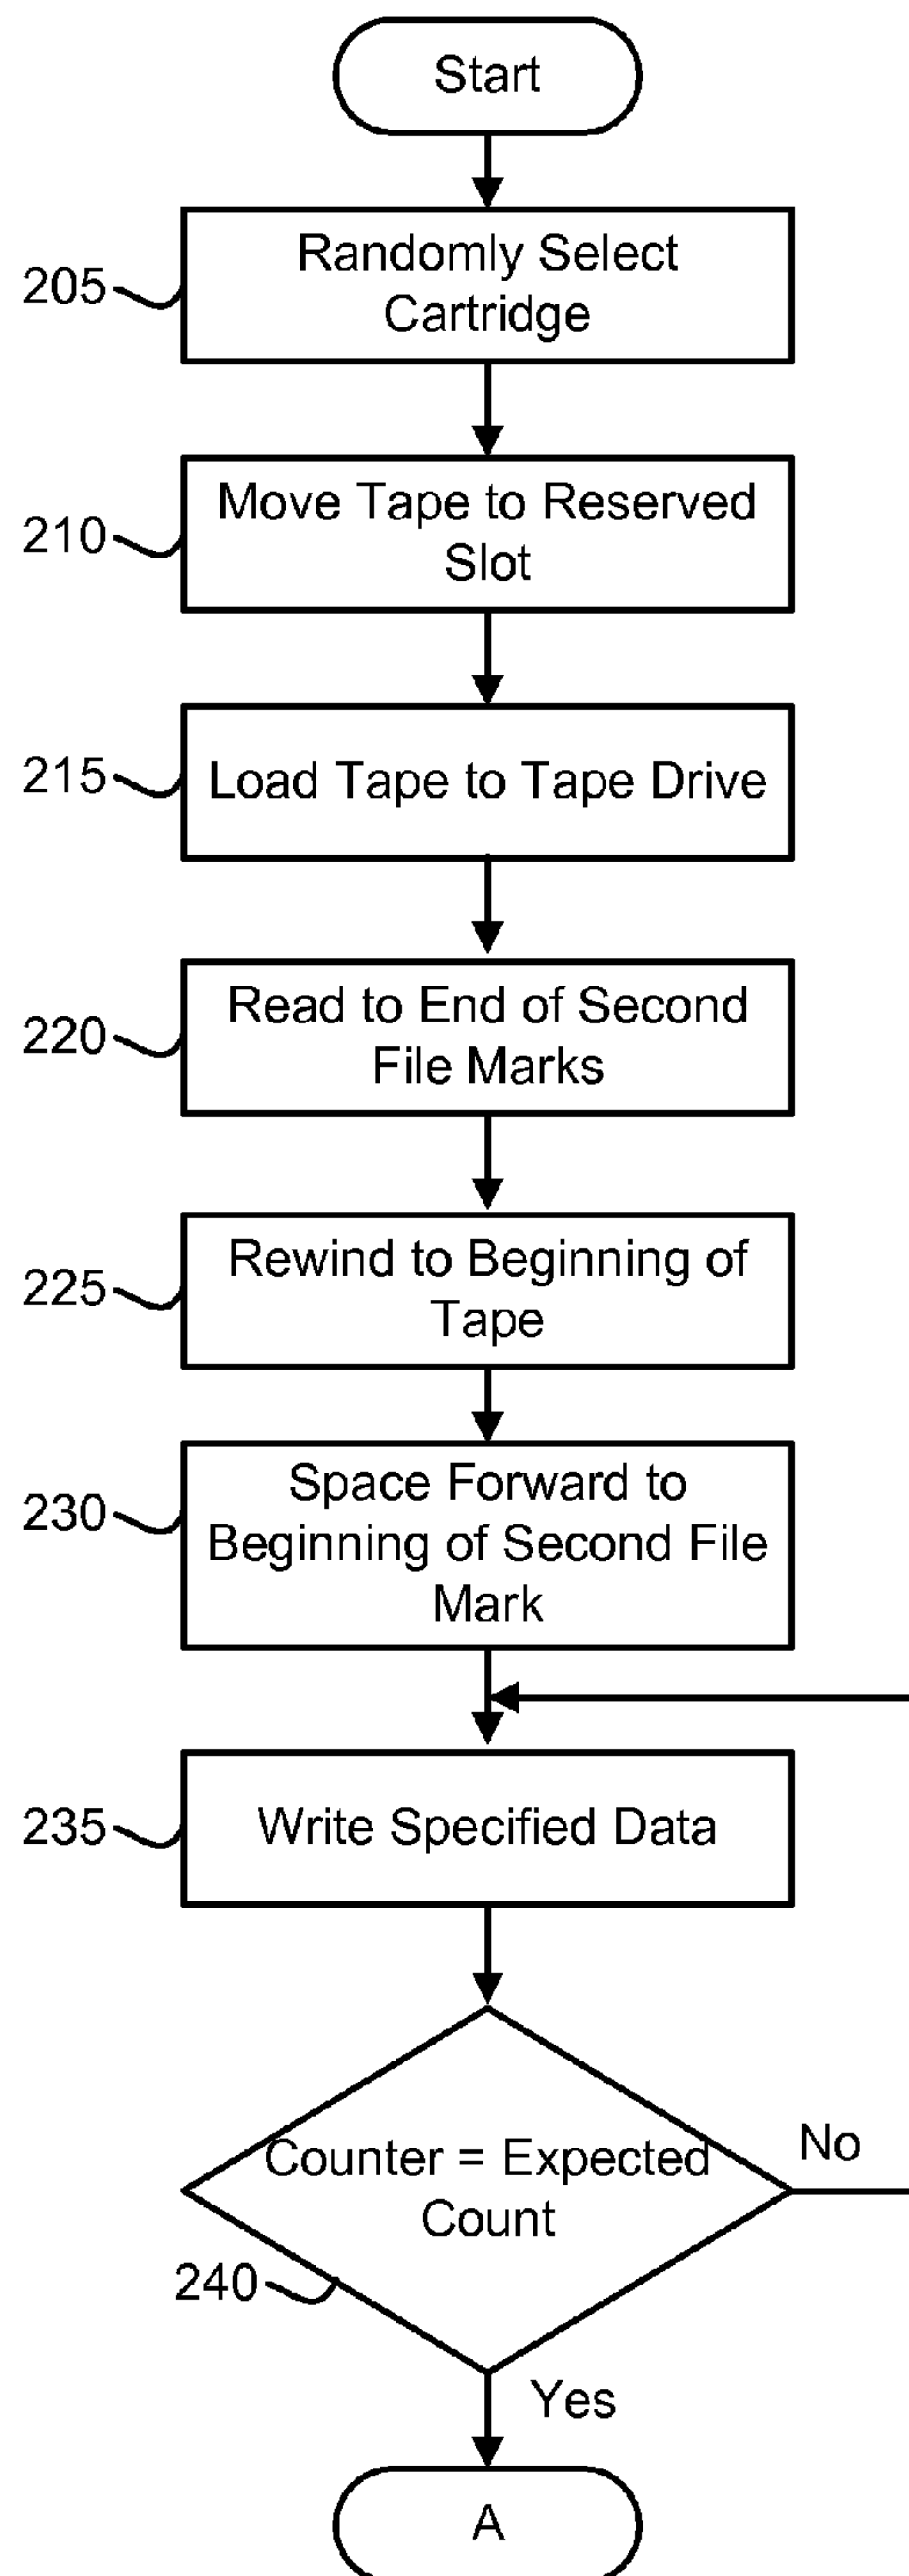 Start
205
Randomly Select
Cartridge
210
Move Tape to Reserved
Slot
215
Load Tape to Tape Drive
220
Read to End of Second
File Marks
225
Rewind to Beginning of
Tape
230
Space Forward to
Beginning of Second File
Mark
235
Write Specified Data
Counter = Expected
Count
No
240
Yes
A